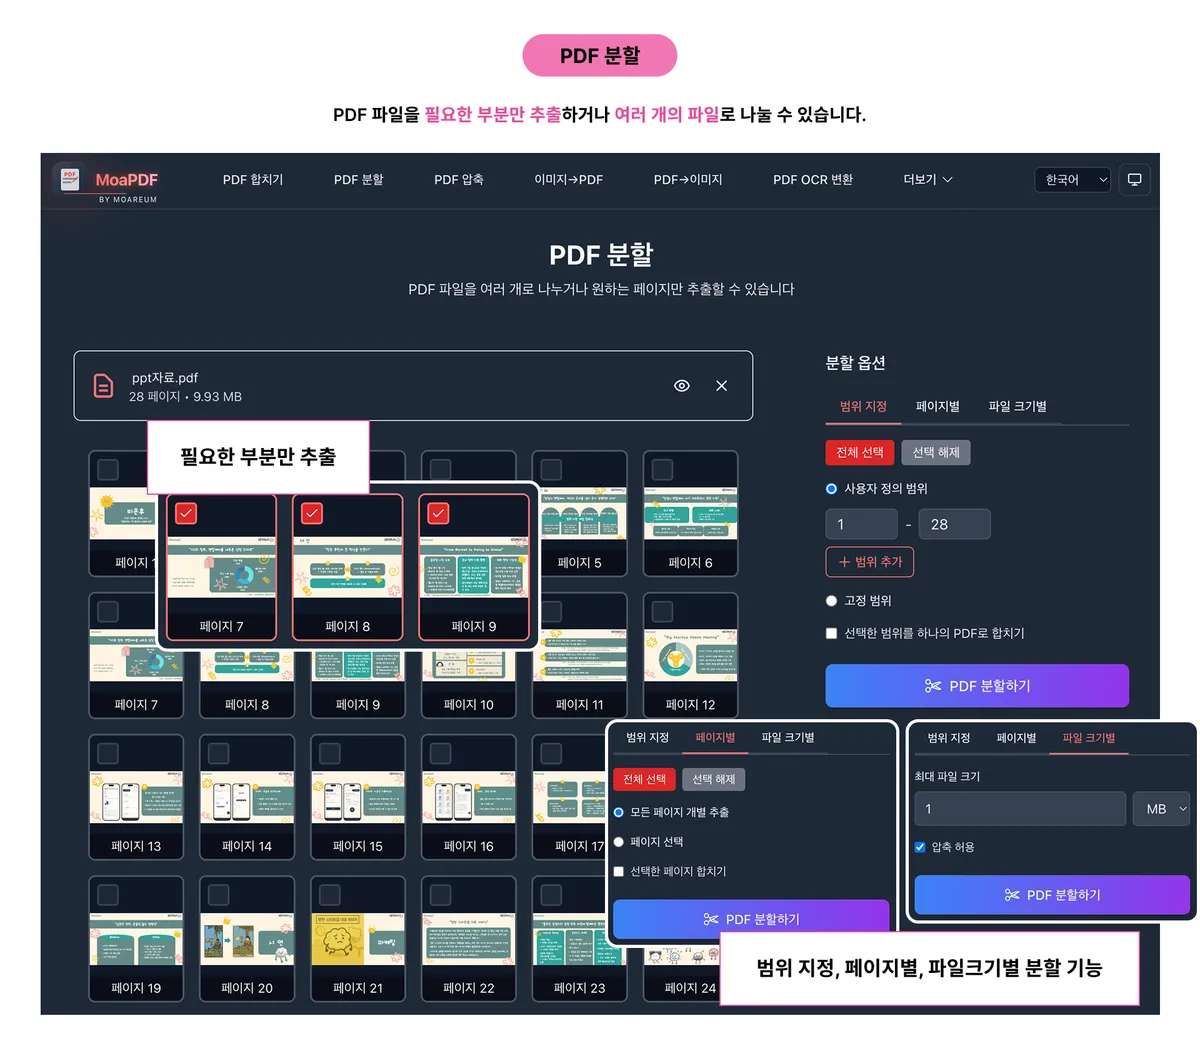 PDF 분할
PDF 파일을 필요한 부분만 추출하거나 여러 개의 파일로 나눌 수 있습니다.
PDF
MoaPDF
BY MOAREUM
PDF 합치기
PDF 분할
PDF 압축
이미지→PDF
PDF→이미지
PDF OCR 변환
더보기
한국어
PDF 분할
PDF 파일을 여러 개로 나누거나 원하는 페이지만 추출할 수 있습니다
ppt자료.pdf
28 페이지 • 9.93 MB
필요한 부분만 추출
페이지 7
페이지 8
페이지 9
페이지 5
페이지 6
페이지 7
페이지 8
페이지 9
페이지 10
페이지 11
페이지 12
페이지 13
페이지 14
페이지 15
페이지 16
페이지 17
시 연
마케팅
페이지 19
페이지 20
페이지 21
페이지 22
페이지 23
페이지 24
분할 옵션
범위 지정
페이지별
파일 크기별
전체 선택
선택 해제
사용자 정의 범위
1 - 28
+ 범위 추가
고정 범위
선택한 범위를 하나의 PDF로 합치기
PDF 분할하기
범위 지정
페이지별
파일 크기별
전체 선택
선택 해제
모든 페이지 개별 추출
페이지 선택
선택한 페이지 합치기
PDF 분할하기
범위 지정
페이지별
파일 크기별
최대 파일 크기
1
MB
압축 허용
PDF 분할하기
범위 지정, 페이지별, 파일크기별 분할 기능